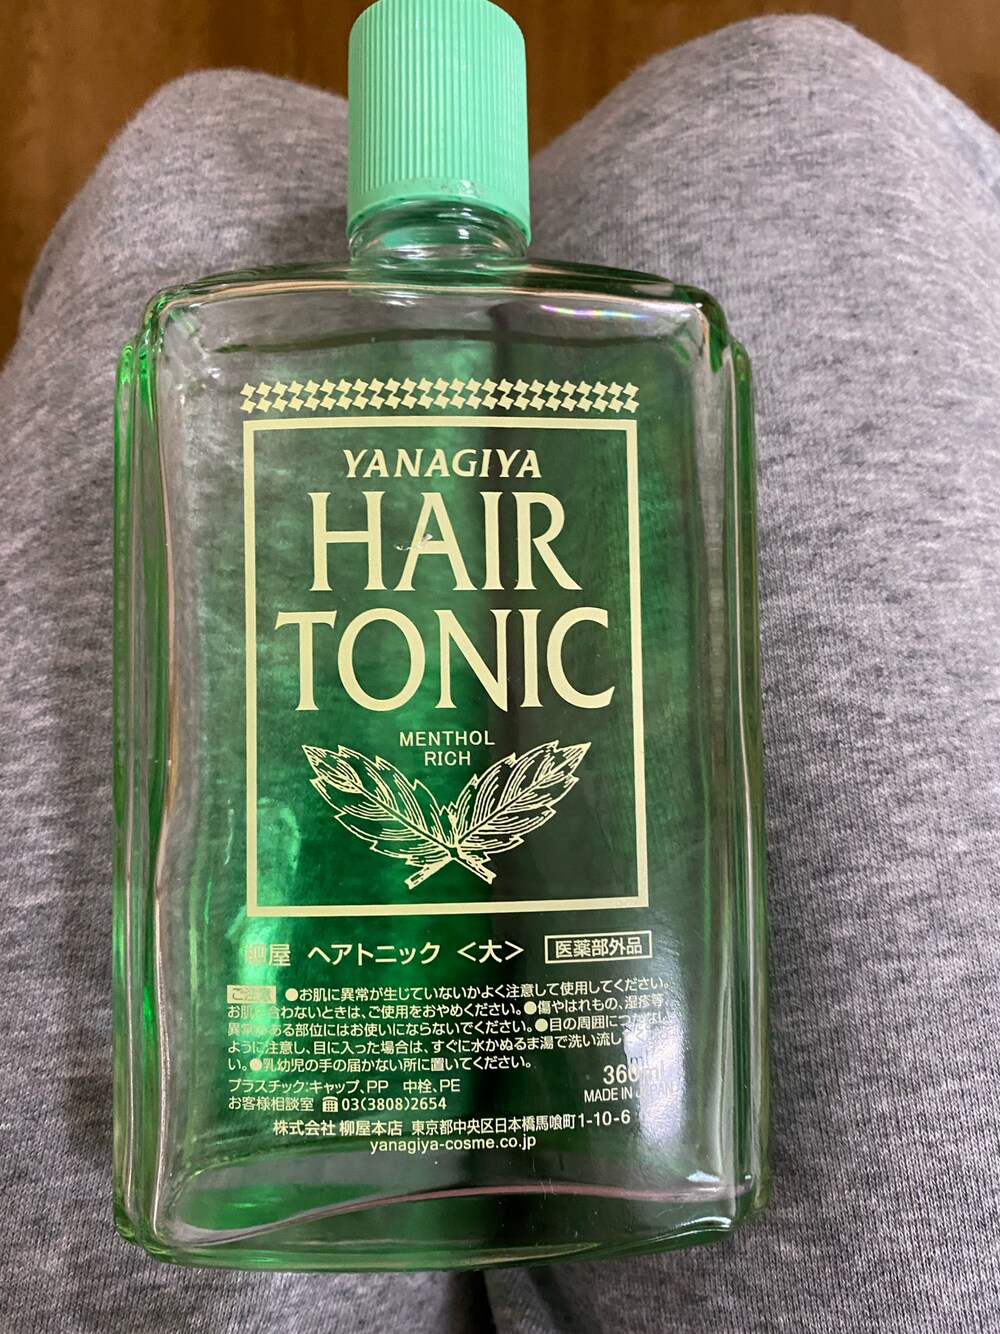 YANAGIYA
HAIR
TONIC
MENTHOL
RICH
柳屋 ヘアトニック <大> 医薬部外品
ご注意 ●お肌に異常が生じていないかよく注意して使用してください。
お肌に合わないときは、ご使用をおやめください。●傷やはれもの、湿疹等、
異常のある部位にはお使いにならないでください。●目の周囲につかない
ように注意し、目に入った場合は、すぐに水かぬるま湯で洗い流し
い。●乳幼児の手の届かない所に置いてください。
プラスチック:キャップ、PP 中栓、PE
360ml
お客様相談室 ☎03(3808)2654
MADE IN
株式会社 柳屋本店 東京都中央区日本橋馬喰町1-10-6
yanagiya-cosme.co.jp